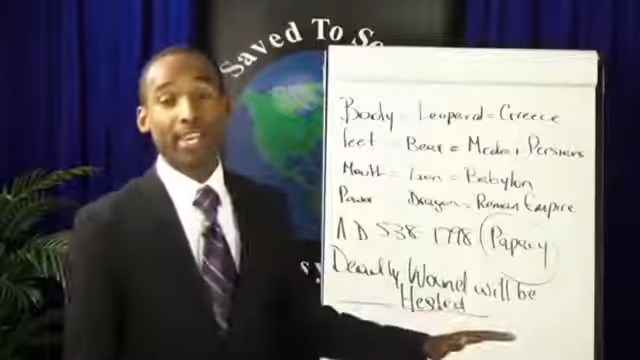 Saved To Se
Body = Leopard = Greece
feet = Bear = Medes, Persians
Mouth = Lion = Babylon
Power Dragon = Roman Empire
AD 538-1798 (Papacy
Deadly Wound will be
Healed